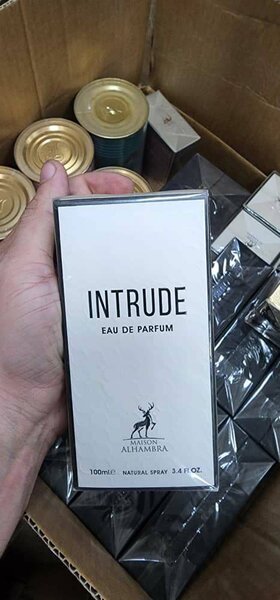 INTRUDE
EAU DE PARFUM
MAISON
ALHAMBRA
100ml℮ NATURAL SPRAY 3.4 FL OZ.